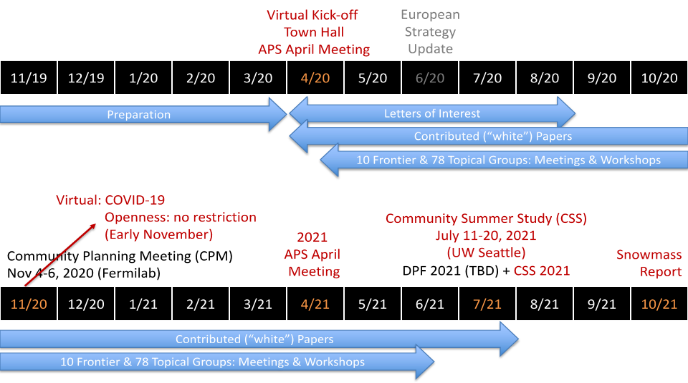 Virtual Kick-off
Town Hall
APS April Meeting
European
Strategy
Update
11/19 12/19 1/20 2/20 3/20 4/20 5/20 6/20 7/20 8/20 9/20 10/20
Preparation
Letters of Interest
Contributed (“white”) Papers
10 Frontier & 78 Topical Groups: Meetings & Workshops
Virtual: COVID-19
Openness: no restriction
(Early November)
Community Planning Meeting (CPM)
Nov 4-6, 2020 (Fermilab)
2021
APS April
Meeting
Community Summer Study (CSS)
July 11-20, 2021
(UW Seattle)
DPF 2021 (TBD) + CSS 2021
Snowmass
Report
11/20 12/20 1/21 2/21 3/21 4/21 5/21 6/21 7/21 8/21 9/21 10/21
Contributed (“white”) Papers
10 Frontier & 78 Topical Groups: Meetings & Workshops